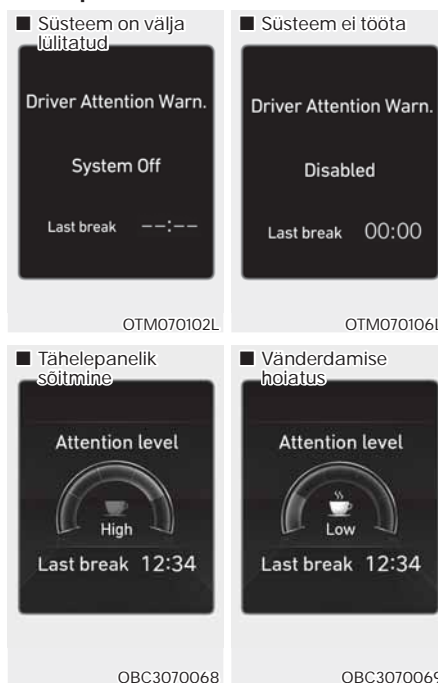 ■ Süsteem on välja
lülitatud
Driver Attention Warn.
System Off
Last break --:--
OTM070102L
■ Süsteem ei tööta
Driver Attention Warn.
Disabled
Last break 00:00
OTM070106L
■ Tähelepanelik
sõitmine
Attention level
High
Last break 12:34
OBC3070068
■ Vänderdamise
hoiatus
Attention level
Low
Last break 12:34
OBC3070069